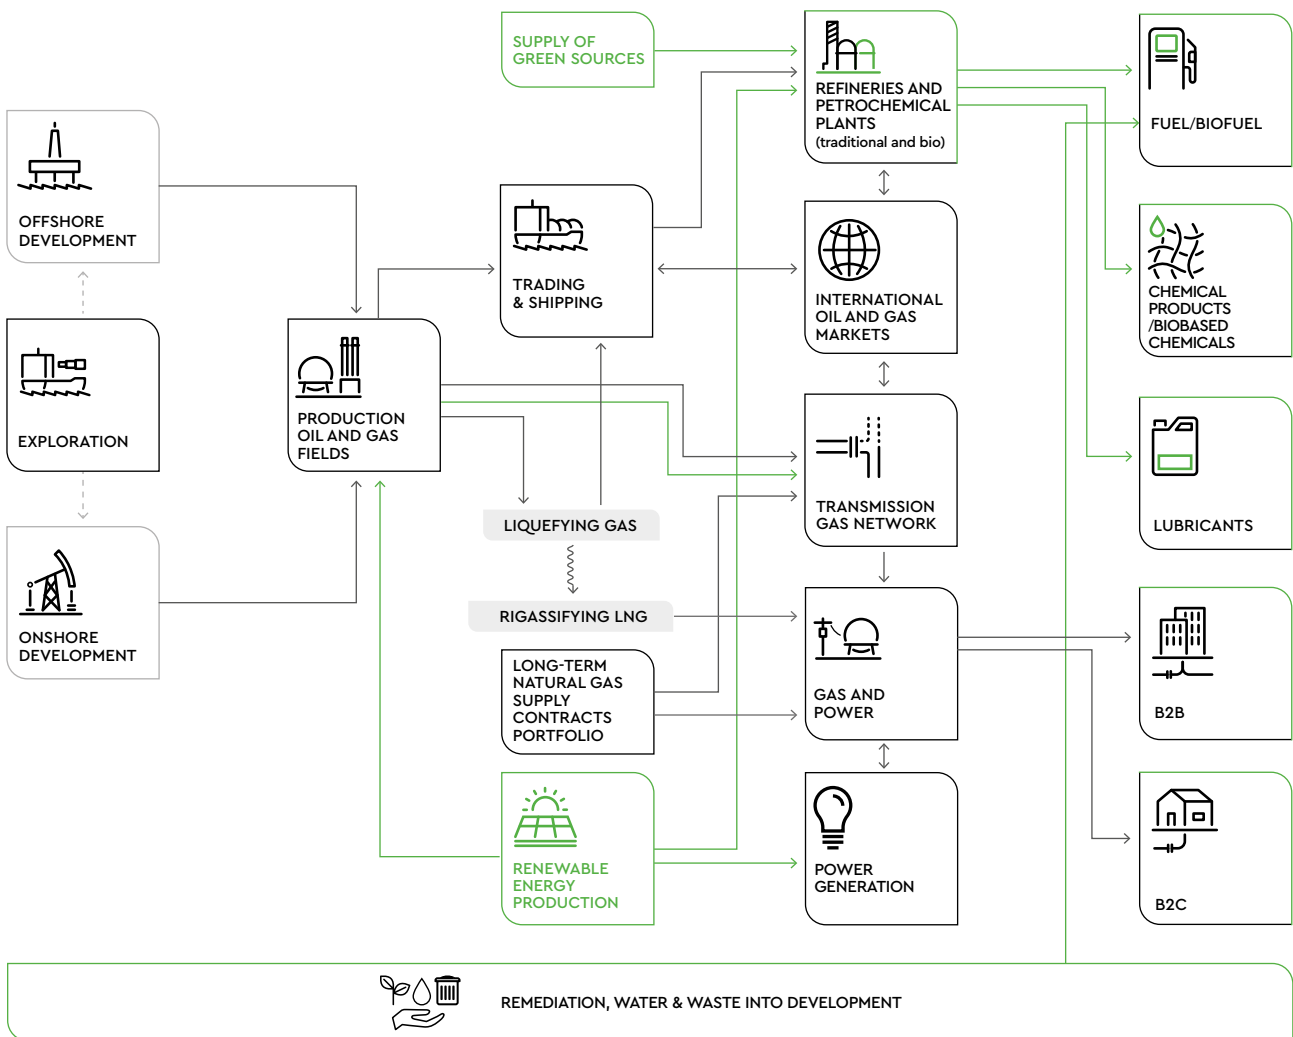 SUPPLY OF
GREEN SOURCES
REFINERIES AND
PETROCHEMICAL
PLANTS
(traditional and bio)
FUEL/BIOFUEL
OFFSHORE
DEVELOPMENT
TRADING
& SHIPPING
INTERNATIONAL
OIL AND GAS
MARKETS
CHEMICAL
PRODUCTS
/BIOBASED
CHEMICALS
EXPLORATION
PRODUCTION
OIL AND GAS
FIELDS
TRANSMISSION
GAS NETWORK
LUBRICANTS
LIQUEFYING GAS
RIGASSIFYING LNG
ONSHORE
DEVELOPMENT
LONG-TERM
NATURAL GAS
SUPPLY
CONTRACTS
PORTFOLIO
GAS AND
POWER
B2B
RENEWABLE
ENERGY
PRODUCTION
POWER
GENERATION
B2C
REMEDIATION, WATER & WASTE INTO DEVELOPMENT